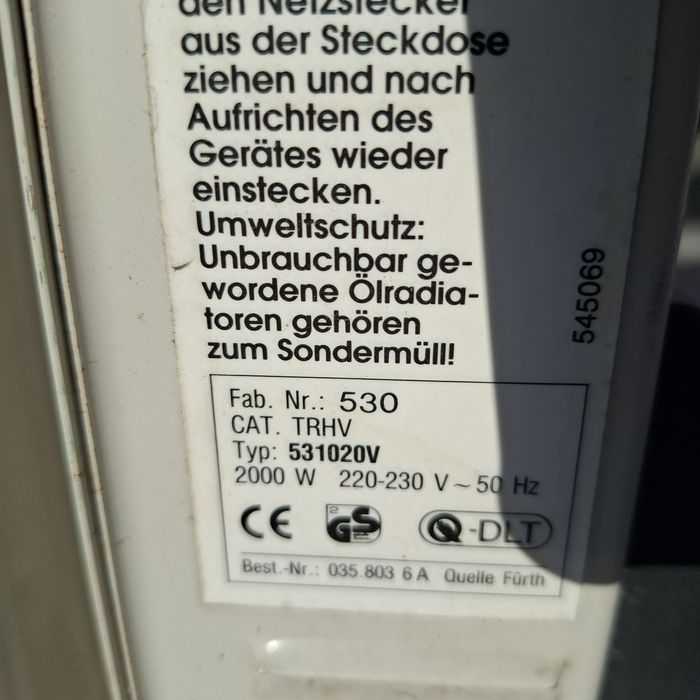 den Netzstecker
aus der Steckdose
ziehen und nach
Aufrichten des
Gerätes wieder
einstecken.
Umweltschutz:
Unbrauchbar ge-
wordene Ölradia-
toren gehören
zum Sondermüll!
545069
Fab. Nr.: 530
CAT. TRHV
Typ: 531020V
2000 W 220-230 V ~ 50 Hz
CE GS Q-DLT
Best.-Nr.: 035.803 6 A Quelle Fürth